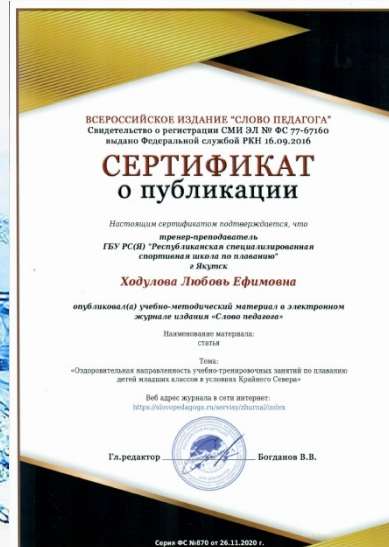 ВСЕРОССИЙСКОЕ ИЗДАНИЕ "СЛОВО ПЕДАГОГА"
Свидетельство о регистрации СМИ ЭЛ № ФС 77-67160
выдано Федеральной службой РКН 16.09.2016
СЕРТИФИКАТ
о публикации
Настоящим сертификатом подтверждается, что
тренер-преподаватель
ГБУ РС(Я) "Республиканская специализированная
спортивная школа по плаванию"
г Якутск
Ходулова Любовь Ефимовна
опубликовал(а) учебно-методический материал в электронном
журнале издания «Слово педагога»
Наименование материала:
статья
Тема:
«Оздоровительная направленность учебно-тренировочных занятий по плаванию
детей младших классов в условиях Крайнего Севера»
Веб адрес журнала в сети интернет:
https://slovopedagoga.ru/servisy/zhurnal/index
Гл.редактор Богданов В.В.
Серия ФС №870 от 26.11.2020 г.